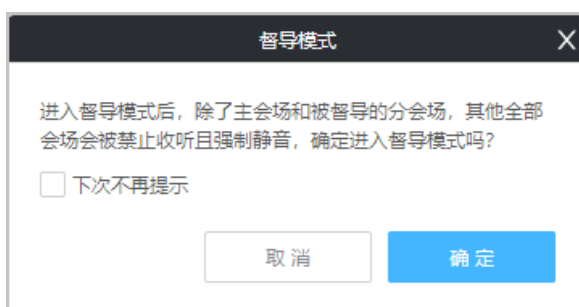 督导模式
进入督导模式后，除了主会场和被督导的分会场，其他全部
会场会被禁止收听且强制静音，确定进入督导模式吗？
下次不再提示
取消
确定